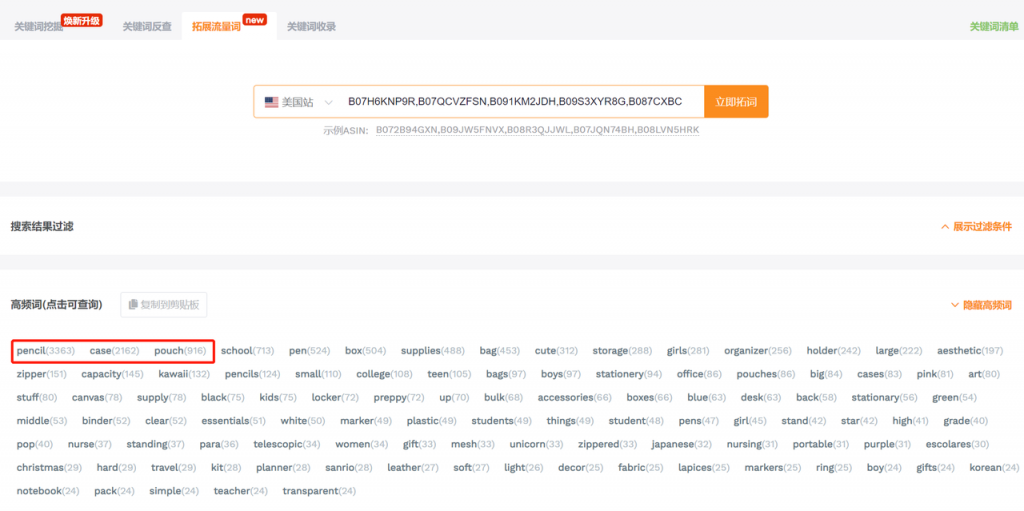 关键词挖掘 焕新升级 关键词反查 拓展流量词 new 关键词收录 关键词清单
美国站 B07H6KNP9R,B07QCVZFSN,B091KM2JDH,B09S3XYR8G,B087CXBC 立即拓词
示例ASIN: B072B94GXN,B09JW5FNVX,B08R3QJJWL,B07JQN74BH,B08LVN5HRK
搜索结果过滤 展示过滤条件
高频词(点击可查询) 复制到剪贴板 隐藏高频词
pencil(3363) case(2162) pouch(916) school(713) pen(524) box(504) supplies(488) bag(453) cute(312) storage(288) girls(281) organizer(256) holder(242) large(222) aesthetic(197)
zipper(151) capacity(145) kawaii(132) pencils(124) small(110) college(108) teen(105) bags(97) boys(97) stationery(94) office(86) pouches(86) big(84) cases(83) pink(81) art(80)
stuff(80) canvas(78) supply(78) black(75) kids(75) locker(72) preppy(72) up(70) bulk(68) accessories(66) boxes(66) blue(63) desk(63) back(58) stationary(56) green(54)
middle(53) binder(52) clear(52) essentials(51) white(50) marker(49) plastic(49) students(49) things(49) student(48) pens(47) girl(45) stand(42) star(42) high(41) grade(40)
pop(40) nurse(37) standing(37) para(36) telescopic(34) women(34) gift(33) mesh(33) unicorn(33) zippered(33) japanese(32) nursing(31) portable(31) purple(31) escolares(30)
christmas(29) hard(29) travel(29) kit(28) planner(28) sanrio(28) leather(27) soft(27) light(26) decor(25) fabric(25) lapices(25) markers(25) ring(25) boy(24) gifts(24) korean(24)
notebook(24) pack(24) simple(24) teacher(24) transparent(24)